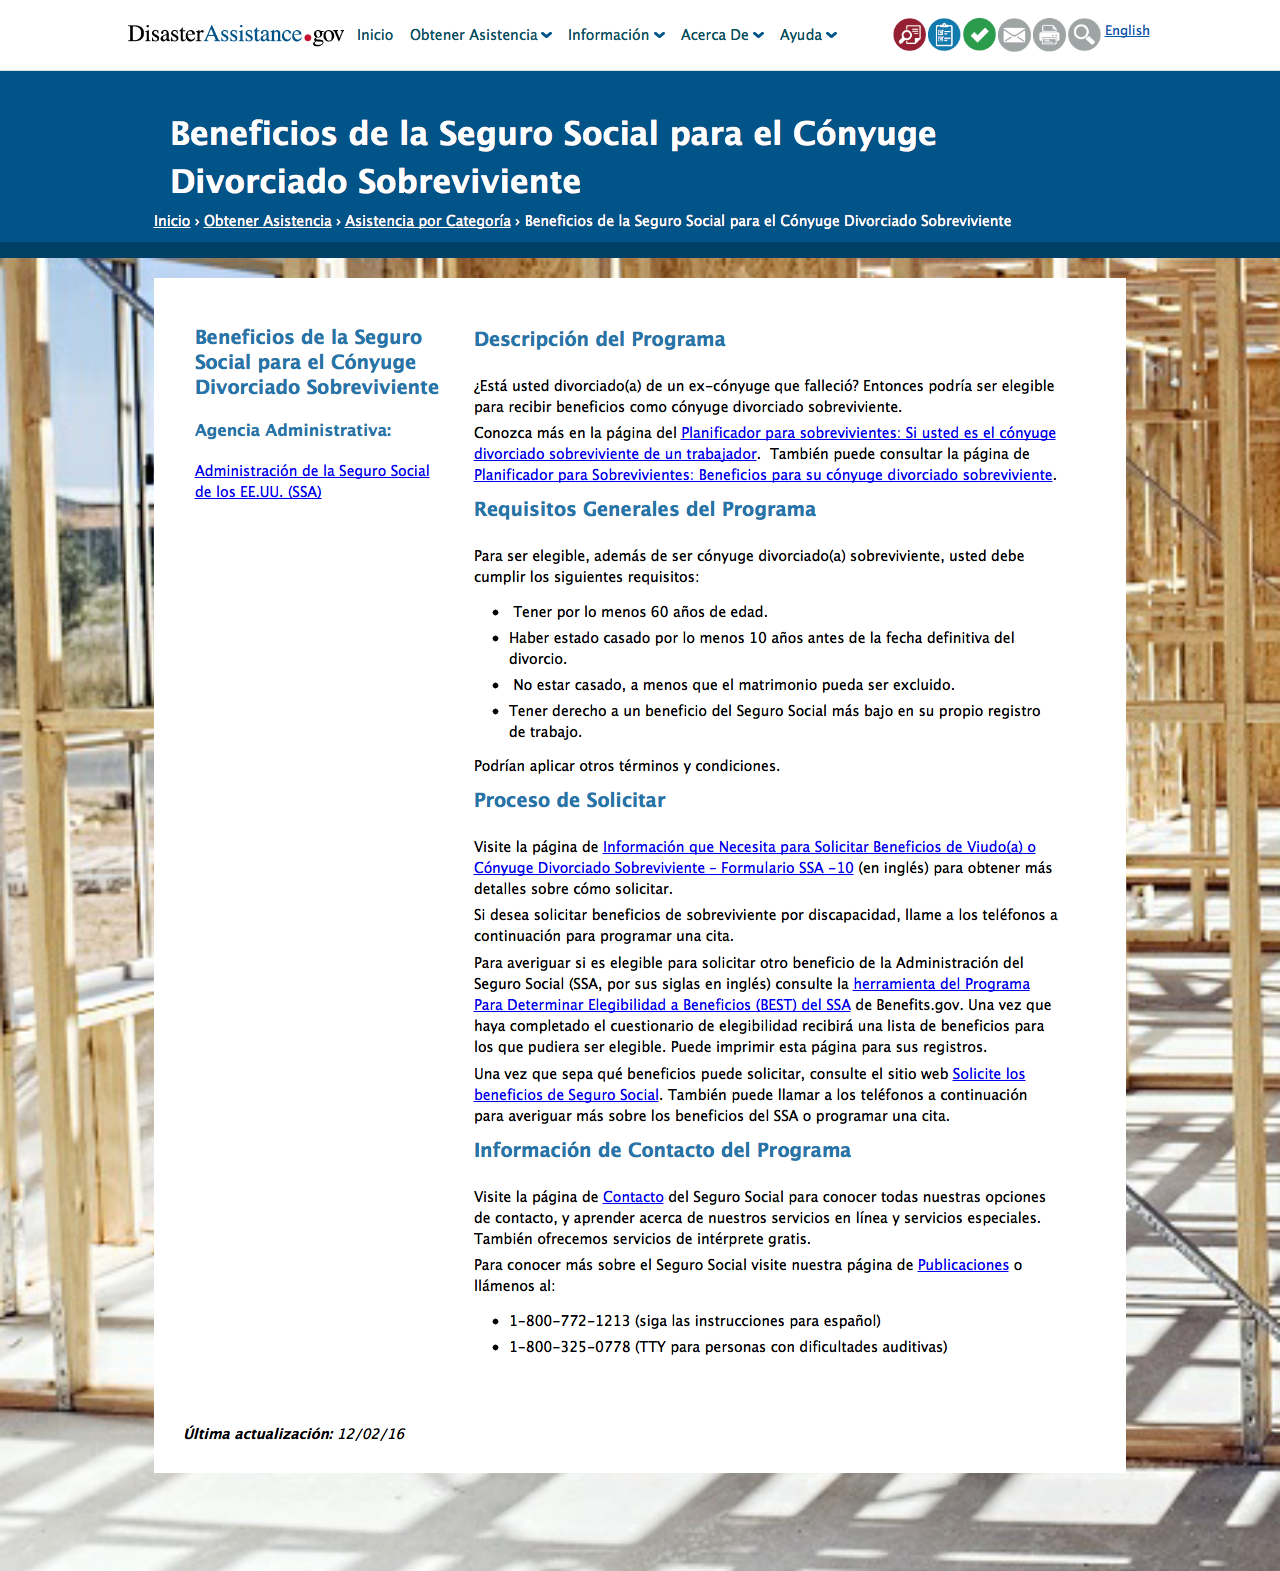 DisasterAssistance.gov Inicio Obtener Asistencia Información Acerca De Ayuda English
Beneficios de la Seguro Social para el Cónyuge
Divorciado Sobreviviente
Inicio › Obtener Asistencia › Asistencia por Categoría › Beneficios de la Seguro Social para el Cónyuge Divorciado Sobreviviente
Beneficios de la Seguro
Social para el Cónyuge
Divorciado Sobreviviente
Agencia Administrativa:
Administración de la Seguro Social
de los EE.UU. (SSA)
Descripción del Programa
¿Está usted divorciado(a) de un ex-cónyuge que falleció? Entonces podría ser elegible
para recibir beneficios como cónyuge divorciado sobreviviente.
Conozca más en la página del Planificador para sobrevivientes: Si usted es el cónyuge
divorciado sobreviviente de un trabajador. También puede consultar la página de
Planificador para Sobrevivientes: Beneficios para su cónyuge divorciado sobreviviente.
Requisitos Generales del Programa
Para ser elegible, además de ser cónyuge divorciado(a) sobreviviente, usted debe
cumplir los siguientes requisitos:
• Tener por lo menos 60 años de edad.
• Haber estado casado por lo menos 10 años antes de la fecha definitiva del
divorcio.
• No estar casado, a menos que el matrimonio pueda ser excluido.
• Tener derecho a un beneficio del Seguro Social más bajo en su propio registro
de trabajo.
Podrían aplicar otros términos y condiciones.
Proceso de Solicitar
Visite la página de Información que Necesita para Solicitar Beneficios de Viudo(a) o
Cónyuge Divorciado Sobreviviente – Formulario SSA -10 (en inglés) para obtener más
detalles sobre cómo solicitar.
Si desea solicitar beneficios de sobreviviente por discapacidad, llame a los teléfonos a
continuación para programar una cita.
Para averiguar si es elegible para solicitar otro beneficio de la Administración del
Seguro Social (SSA, por sus siglas en inglés) consulte la herramienta del Programa
Para Determinar Elegibilidad a Beneficios (BEST) del SSA de Benefits.gov. Una vez que
haya completado el cuestionario de elegibilidad recibirá una lista de beneficios para
los que pudiera ser elegible. Puede imprimir esta página para sus registros.
Una vez que sepa qué beneficios puede solicitar, consulte el sitio web Solicite los
beneficios de Seguro Social. También puede llamar a los teléfonos a continuación
para averiguar más sobre los beneficios del SSA o programar una cita.
Información de Contacto del Programa
Visite la página de Contacto del Seguro Social para conocer todas nuestras opciones
de contacto, y aprender acerca de nuestros servicios en línea y servicios especiales.
También ofrecemos servicios de intérprete gratis.
Para conocer más sobre el Seguro Social visite nuestra página de Publicaciones o
llámenos al:
• 1-800-772-1213 (siga las instrucciones para español)
• 1-800-325-0778 (TTY para personas con dificultades auditivas)
Última actualización: 12/02/16